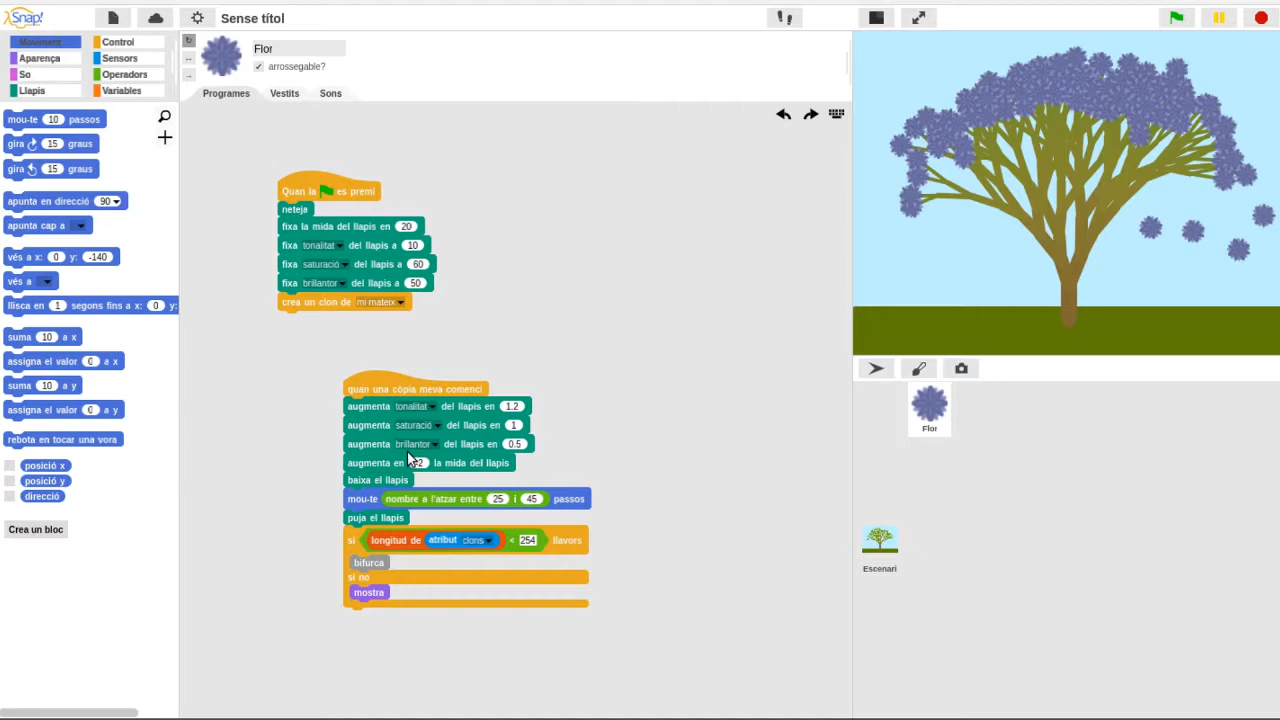 Snap!
Sense títol
Moviment
Control
Aparença
Sensors
So
Operadors
Llapis
Variables
Flor
arrossegable?
Programes
Vestits
Sons
mou-te 10 passos
gira 15 graus
gira 15 graus
apunta en direcció 90
apunta cap a
vés a x: 0 y: -140
vés a
llisca en 1 segons fins a x: 0 y:
suma 10 a x
assigna el valor 0 a x
suma 10 a y
assigna el valor 0 a y
rebota en tocar una vora
posició x
posició y
direcció
Crea un bloc
Quan la es premi
neteja
fixa la mida del llapis en 20
fixa tonalitat del llapis a 10
fixa saturació del llapis a 60
fixa brillantor del llapis a 50
crea un clon de mi mateix
quan una còpia meva comenci
augmenta tonalitat del llapis en 1.2
augmenta saturació del llapis en 1
augmenta brillantor del llapis en 0.5
augmenta en la mida del llapis
baixa el llapis
mou-te nombre a l'atzar entre 25 i 45 passos
puja el llapis
si longitud de atribut clons < 254 llavors
bifurca
si no
mostra
Flor
Escenari